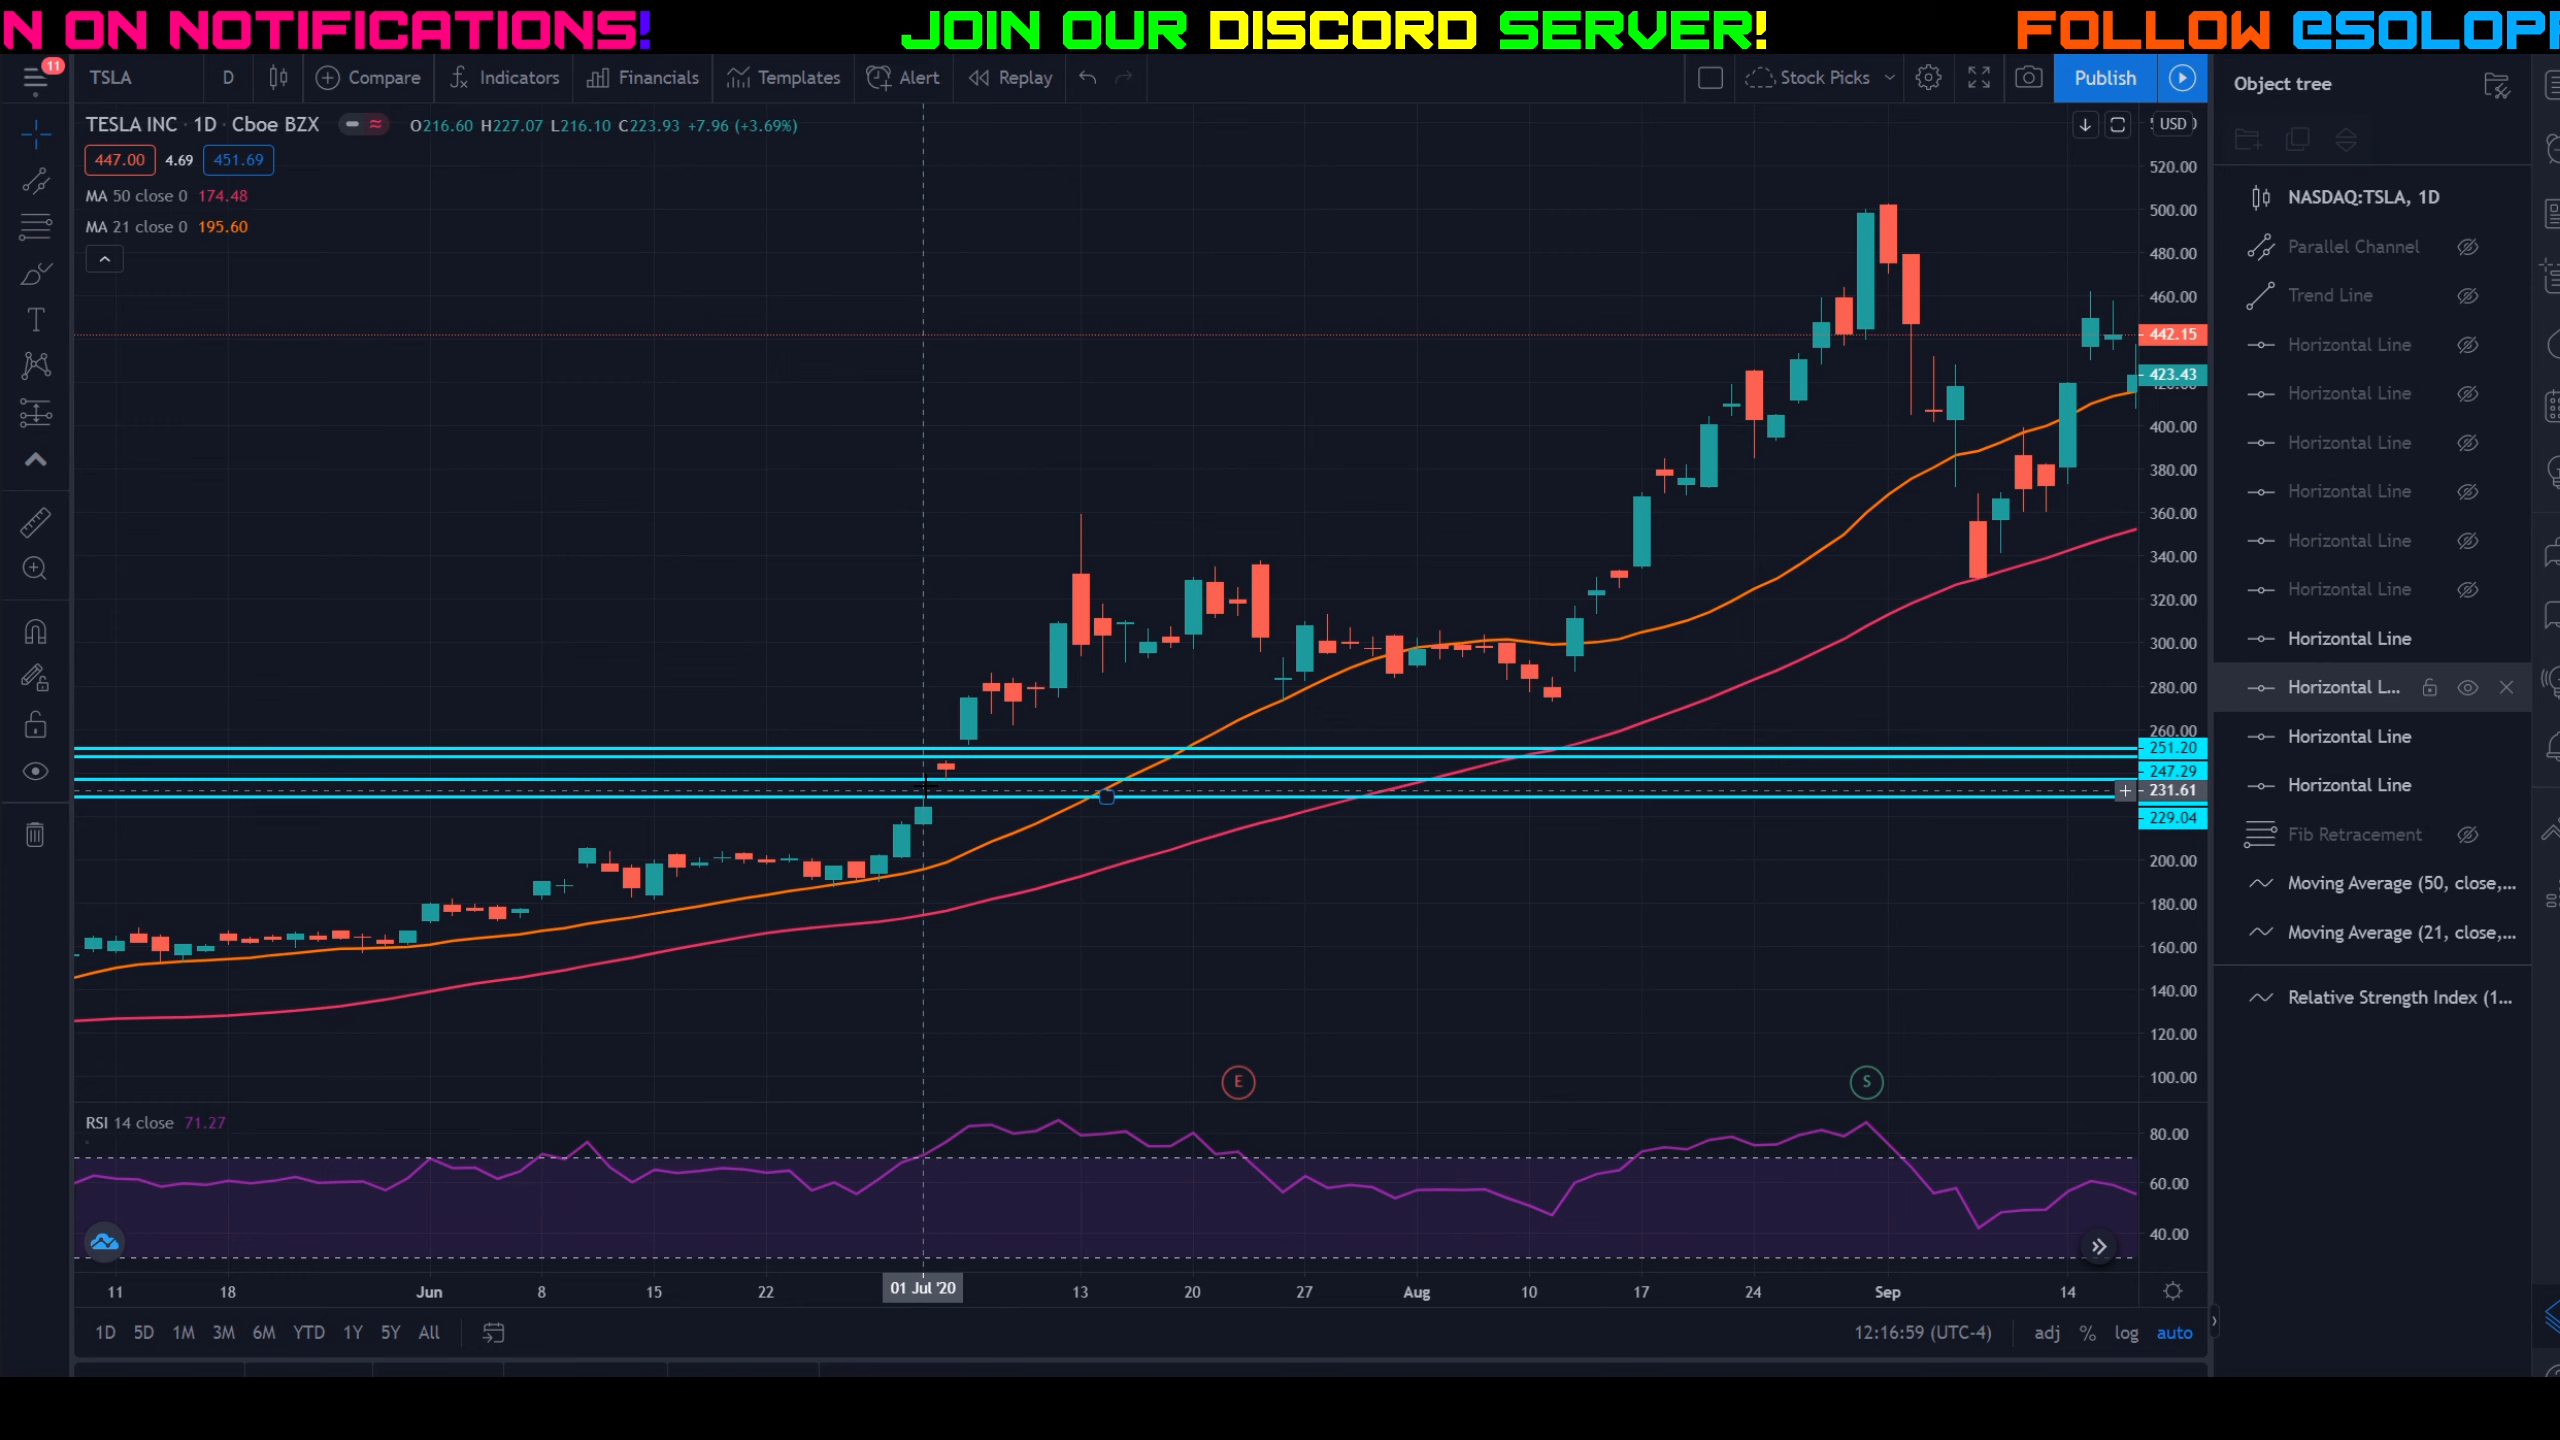 N ON NOTIFICATIONS! JOIN OUR DISCORD SERVER! FOLLOW
11
TSLA D Compare Indicators Financials Templates Alert Replay Stock Picks Publish
Object tree
TESLA INC · 1D · Cboe BZX O216.60 H227.07 L216.10 C223.93 +7.96 (+3.69%)
USD
447.00 4.69 451.69
MA 50 close 0 174.48
MA 21 close 0 195.60
520.00
500.00
480.00
460.00
442.15
423.43
400.00
380.00
360.00
340.00
320.00
300.00
280.00
260.00
251.20
247.29
231.61
229.04
200.00
180.00
160.00
140.00
120.00
100.00
NASDAQ:TSLA, 1D
Parallel Channel
Trend Line
Horizontal Line
Horizontal Line
Horizontal Line
Horizontal Line
Horizontal Line
Horizontal Line
Horizontal Line
Horizontal L...
Horizontal Line
Horizontal Line
Fib Retracement
Moving Average (50, close,...
Moving Average (21, close,...
Relative Strength Index (1...
E S
RSI 14 close 71.27
80.00
60.00
40.00
11 18 Jun 8 15 22 01 Jul '20 13 20 27 Aug 10 17 24 Sep 14
1D 5D 1M 3M 6M YTD 1Y 5Y All 12:16:59 (UTC-4) adj % log auto